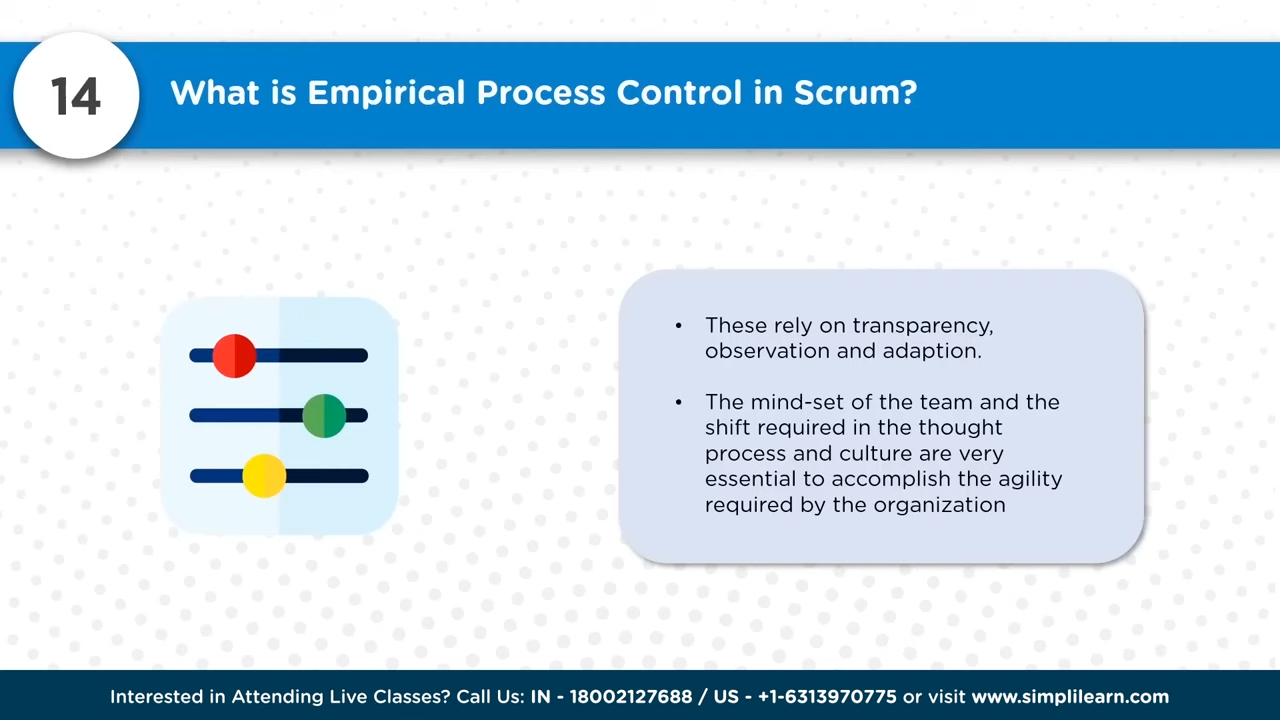 14
What is Empirical Process Control in Scrum?
• These rely on transparency,
observation and adaption.
• The mind-set of the team and the
shift required in the thought
process and culture are very
essential to accomplish the agility
required by the organization
Interested in Attending Live Classes? Call Us: IN - 18002127688 / US - +1-6313970775 or visit www.simplilearn.com